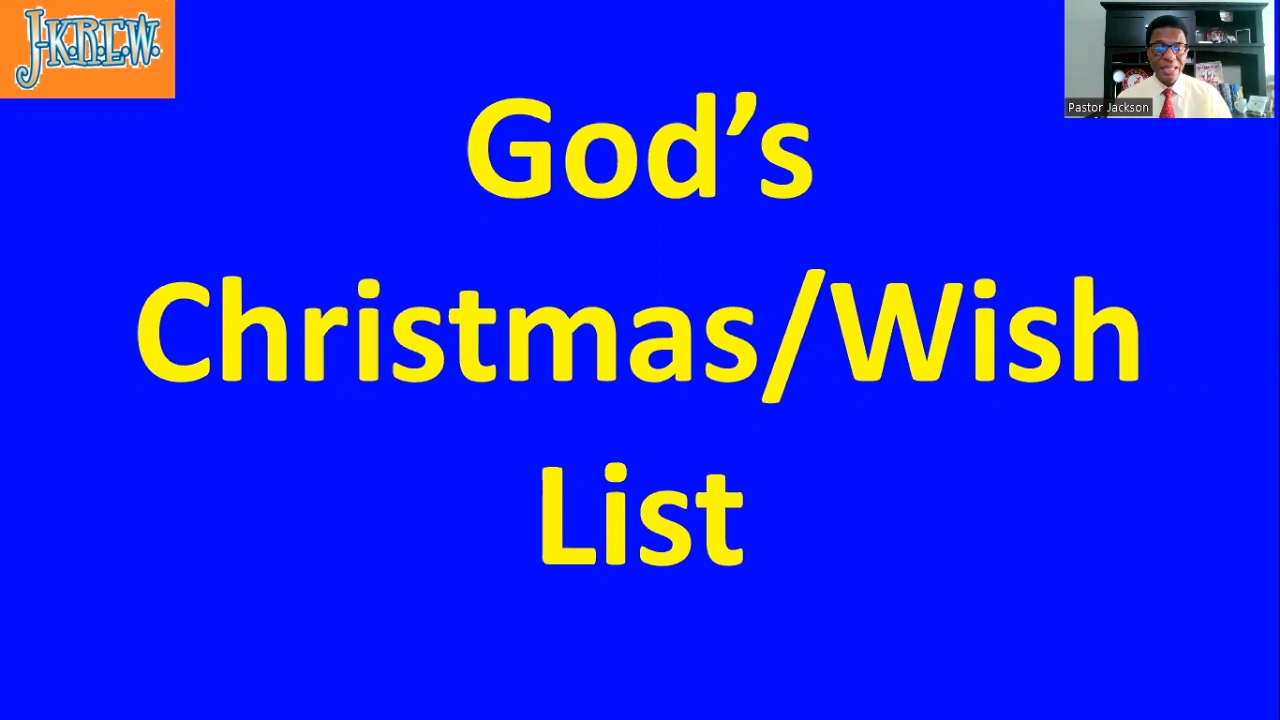 J-K.R.E.W.
Pastor Jackson
God’s
Christmas/Wish
List